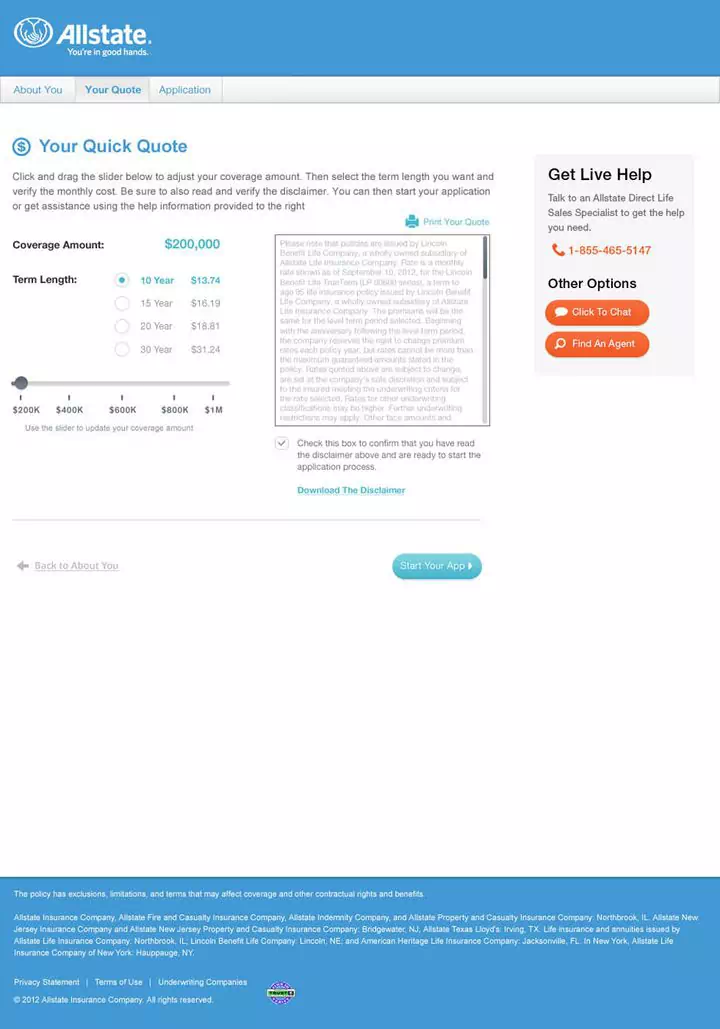 Allstate.
You're in good hands.
About You
Your Quote
Application
$ Your Quick Quote
Click and drag the slider below to adjust your coverage amount. Then select the term length you want and
verify the monthly cost. Be sure to also read and verify the disclaimer. You can then start your application
or get assistance using the help information provided to the right
Print Your Quote
Coverage Amount: $200,000
Term Length:
10 Year $13.74
15 Year $16.19
20 Year $18.81
30 Year $31.24
$200K $400K $600K $800K $1M
Use the slider to update your coverage amount
Please note that policies are issued by Lincoln
Benefit Life Company, a wholly owned subsidiary of
Allstate Life Insurance Company. Rate is a monthly
rate shown as of September 10, 2012, for the Lincoln
Benefit Life TrueTerm (LP 00600 series), a term to
age 95 life insurance policy issued by Lincoln Benefit
Life Company, a wholly owned subsidiary of Allstate
Life Insurance Company. The premiums will be the
same for the level term period selected. Beginning
with the anniversary following the level term period,
the company reserves the right to change premium
rates each policy year, but rates cannot be more than
the maximum guaranteed amounts stated in the
policy. Rates quoted above are subject to change,
are set at the company's sole discretion and subject
to the insured meeting the underwriting criteria for
the rate selected. Rates for other underwriting
classifications may be higher. Further underwriting
restrictions may apply. Other face amounts and
Check this box to confirm that you have read
the disclaimer above and are ready to start the
application process.
Download The Disclaimer
Back to About You
Start Your App
Get Live Help
Talk to an Allstate Direct Life
Sales Specialist to get the help
you need.
1-855-465-5147
Other Options
Click To Chat
Find An Agent
The policy has exclusions, limitations, and terms that may affect coverage and other contractual rights and benefits.
Allstate Insurance Company, Allstate Fire and Casualty Insurance Company, Allstate Indemnity Company, and Allstate Property and Casualty Insurance Company: Northbrook, IL. Allstate New
Jersey Insurance Company and Allstate New Jersey Property and Casualty Insurance Company: Bridgewater, NJ, Allstate Texas Lloyd's: Irving, TX. Life insurance and annuities issued by
Allstate Life Insurance Company. Northbrook, IL, Lincoln Benefit Life Company: Lincoln, NE; and American Heritage Life Insurance Company: Jacksonville, FL. In New York, Allstate Life
Insurance Company of New York: Hauppauge, NY.
Privacy Statement | Terms of Use | Underwriting Companies
© 2012 Allstate Insurance Company. All rights reserved.
TRUSTe